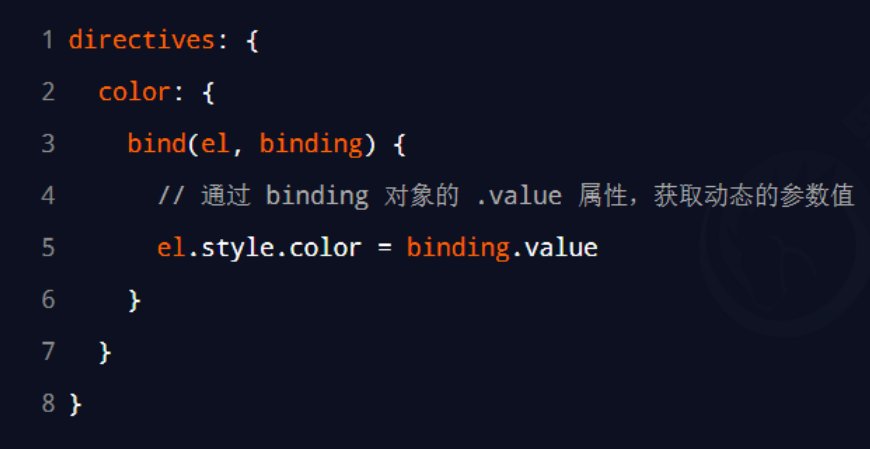 1 directives: {
2   color: {
3     bind(el, binding) {
4       // 通过 binding 对象的 .value 属性，获取动态的参数值
5       el.style.color = binding.value
6     }
7   }
8 }